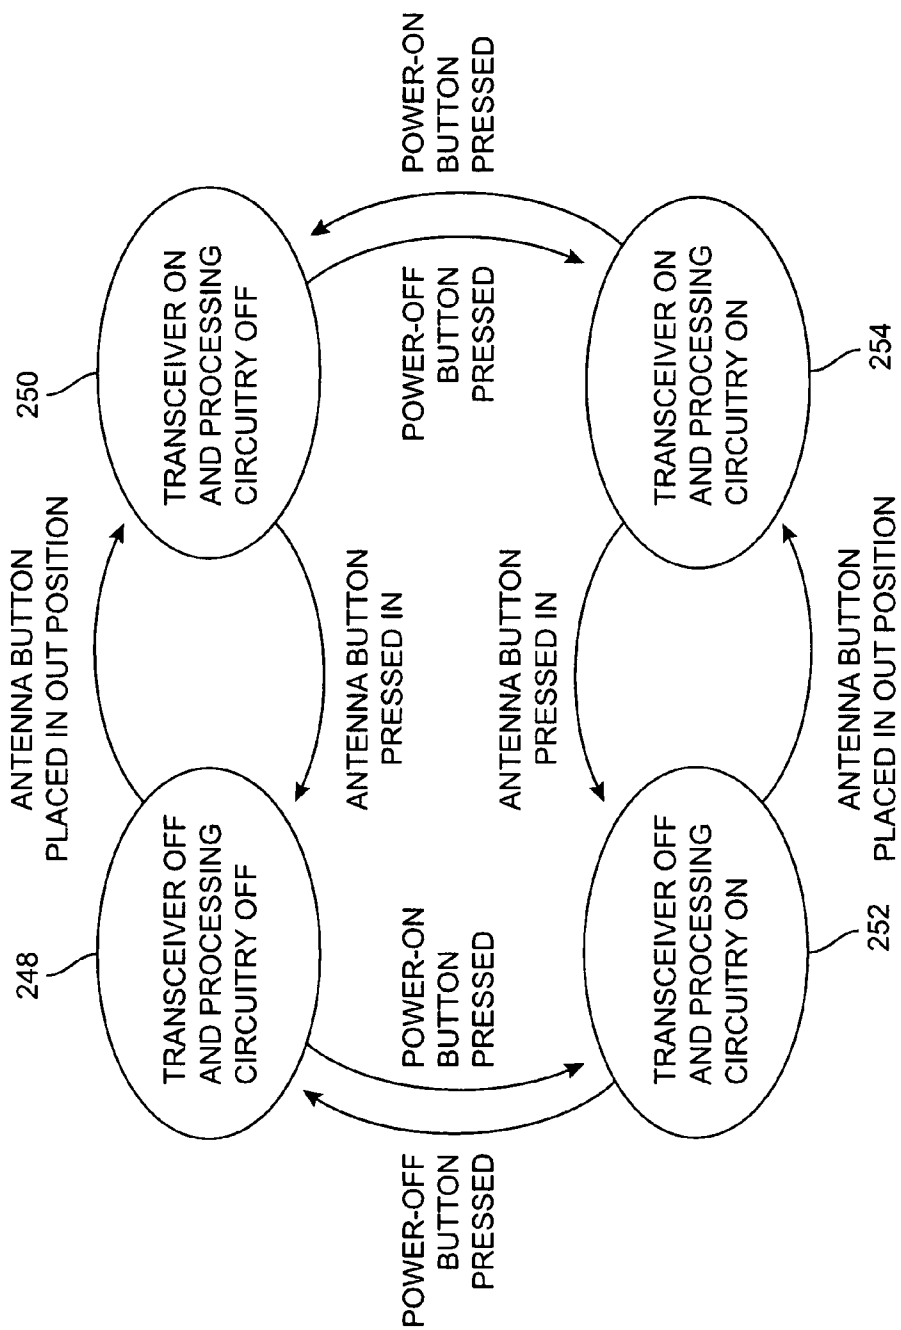 ANTENNA BUTTON
PLACED IN OUT POSITION
248
250
TRANSCEIVER OFF
AND PROCESSING
CIRCUITRY OFF
TRANSCEIVER ON
AND PROCESSING
CIRCUITRY OFF
ANTENNA BUTTON
PRESSED IN
POWER-OFF
BUTTON
PRESSED
POWER-ON
BUTTON
PRESSED
POWER-OFF
BUTTON
PRESSED
POWER-ON
BUTTON
PRESSED
ANTENNA BUTTON
PRESSED IN
TRANSCEIVER OFF
AND PROCESSING
CIRCUITRY ON
TRANSCEIVER ON
AND PROCESSING
CIRCUITRY ON
252
254
ANTENNA BUTTON
PLACED IN OUT POSITION